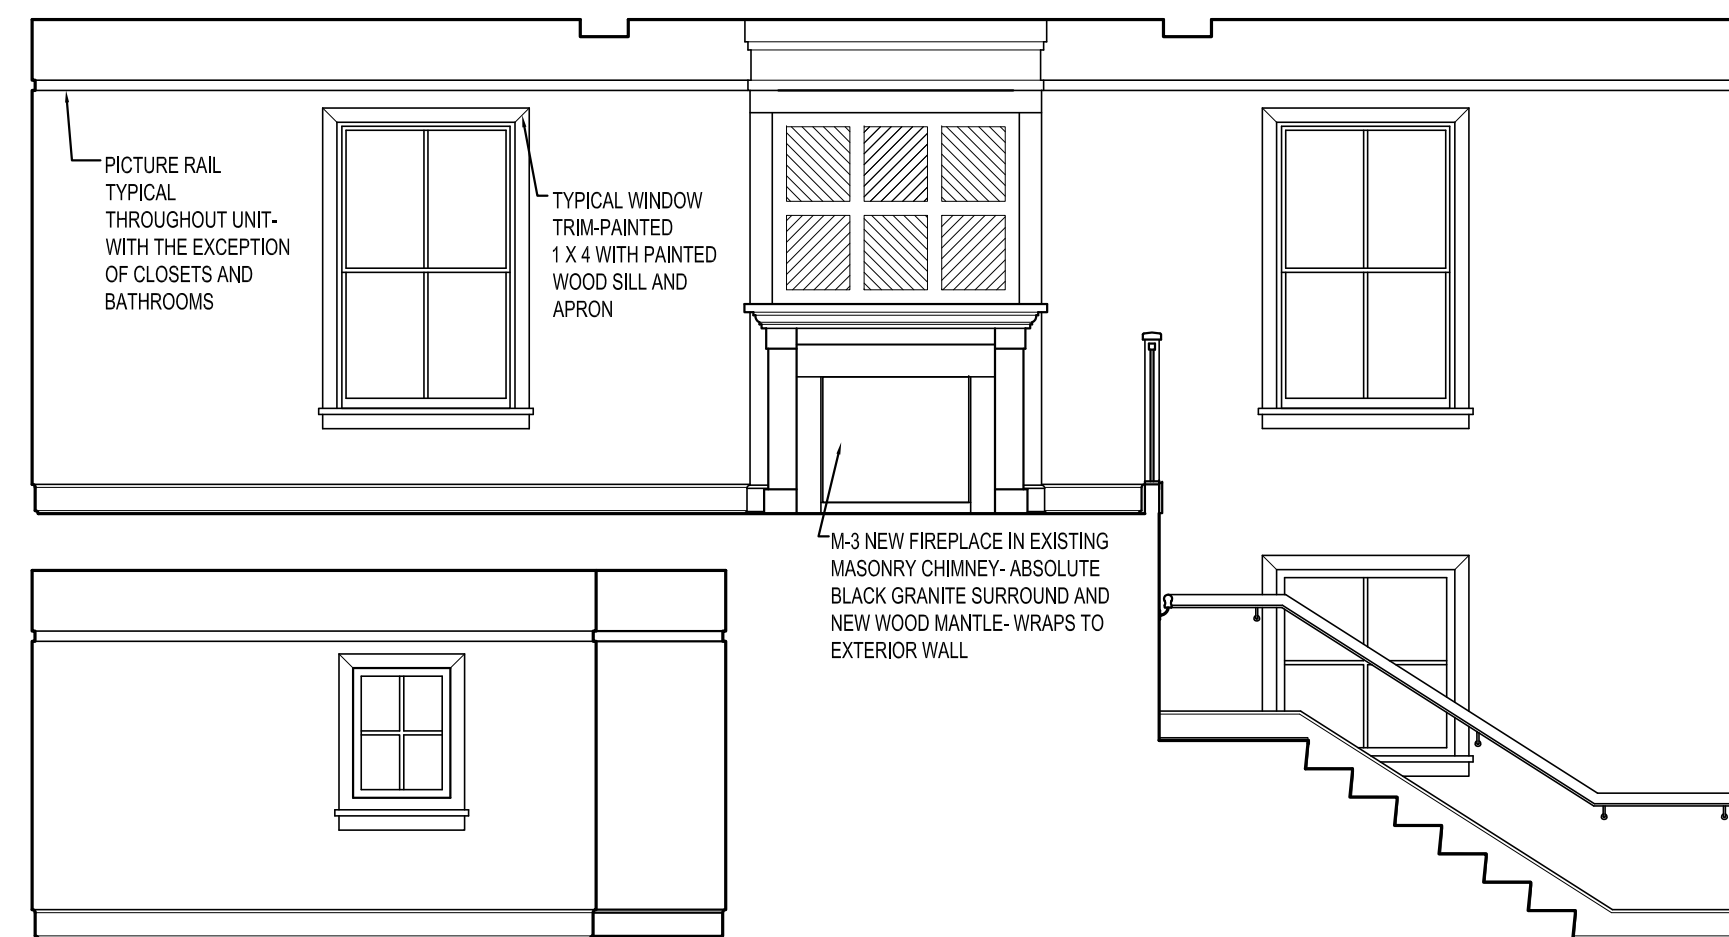 PICTURE RAIL
TYPICAL
THROUGHOUT UNIT-
WITH THE EXCEPTION
OF CLOSETS AND
BATHROOMS
TYPICAL WINDOW
TRIM-PAINTED
1 X 4 WITH PAINTED
WOOD SILL AND
APRON
M-3 NEW FIREPLACE IN EXISTING
MASONRY CHIMNEY- ABSOLUTE
BLACK GRANITE SURROUND AND
NEW WOOD MANTLE- WRAPS TO
EXTERIOR WALL